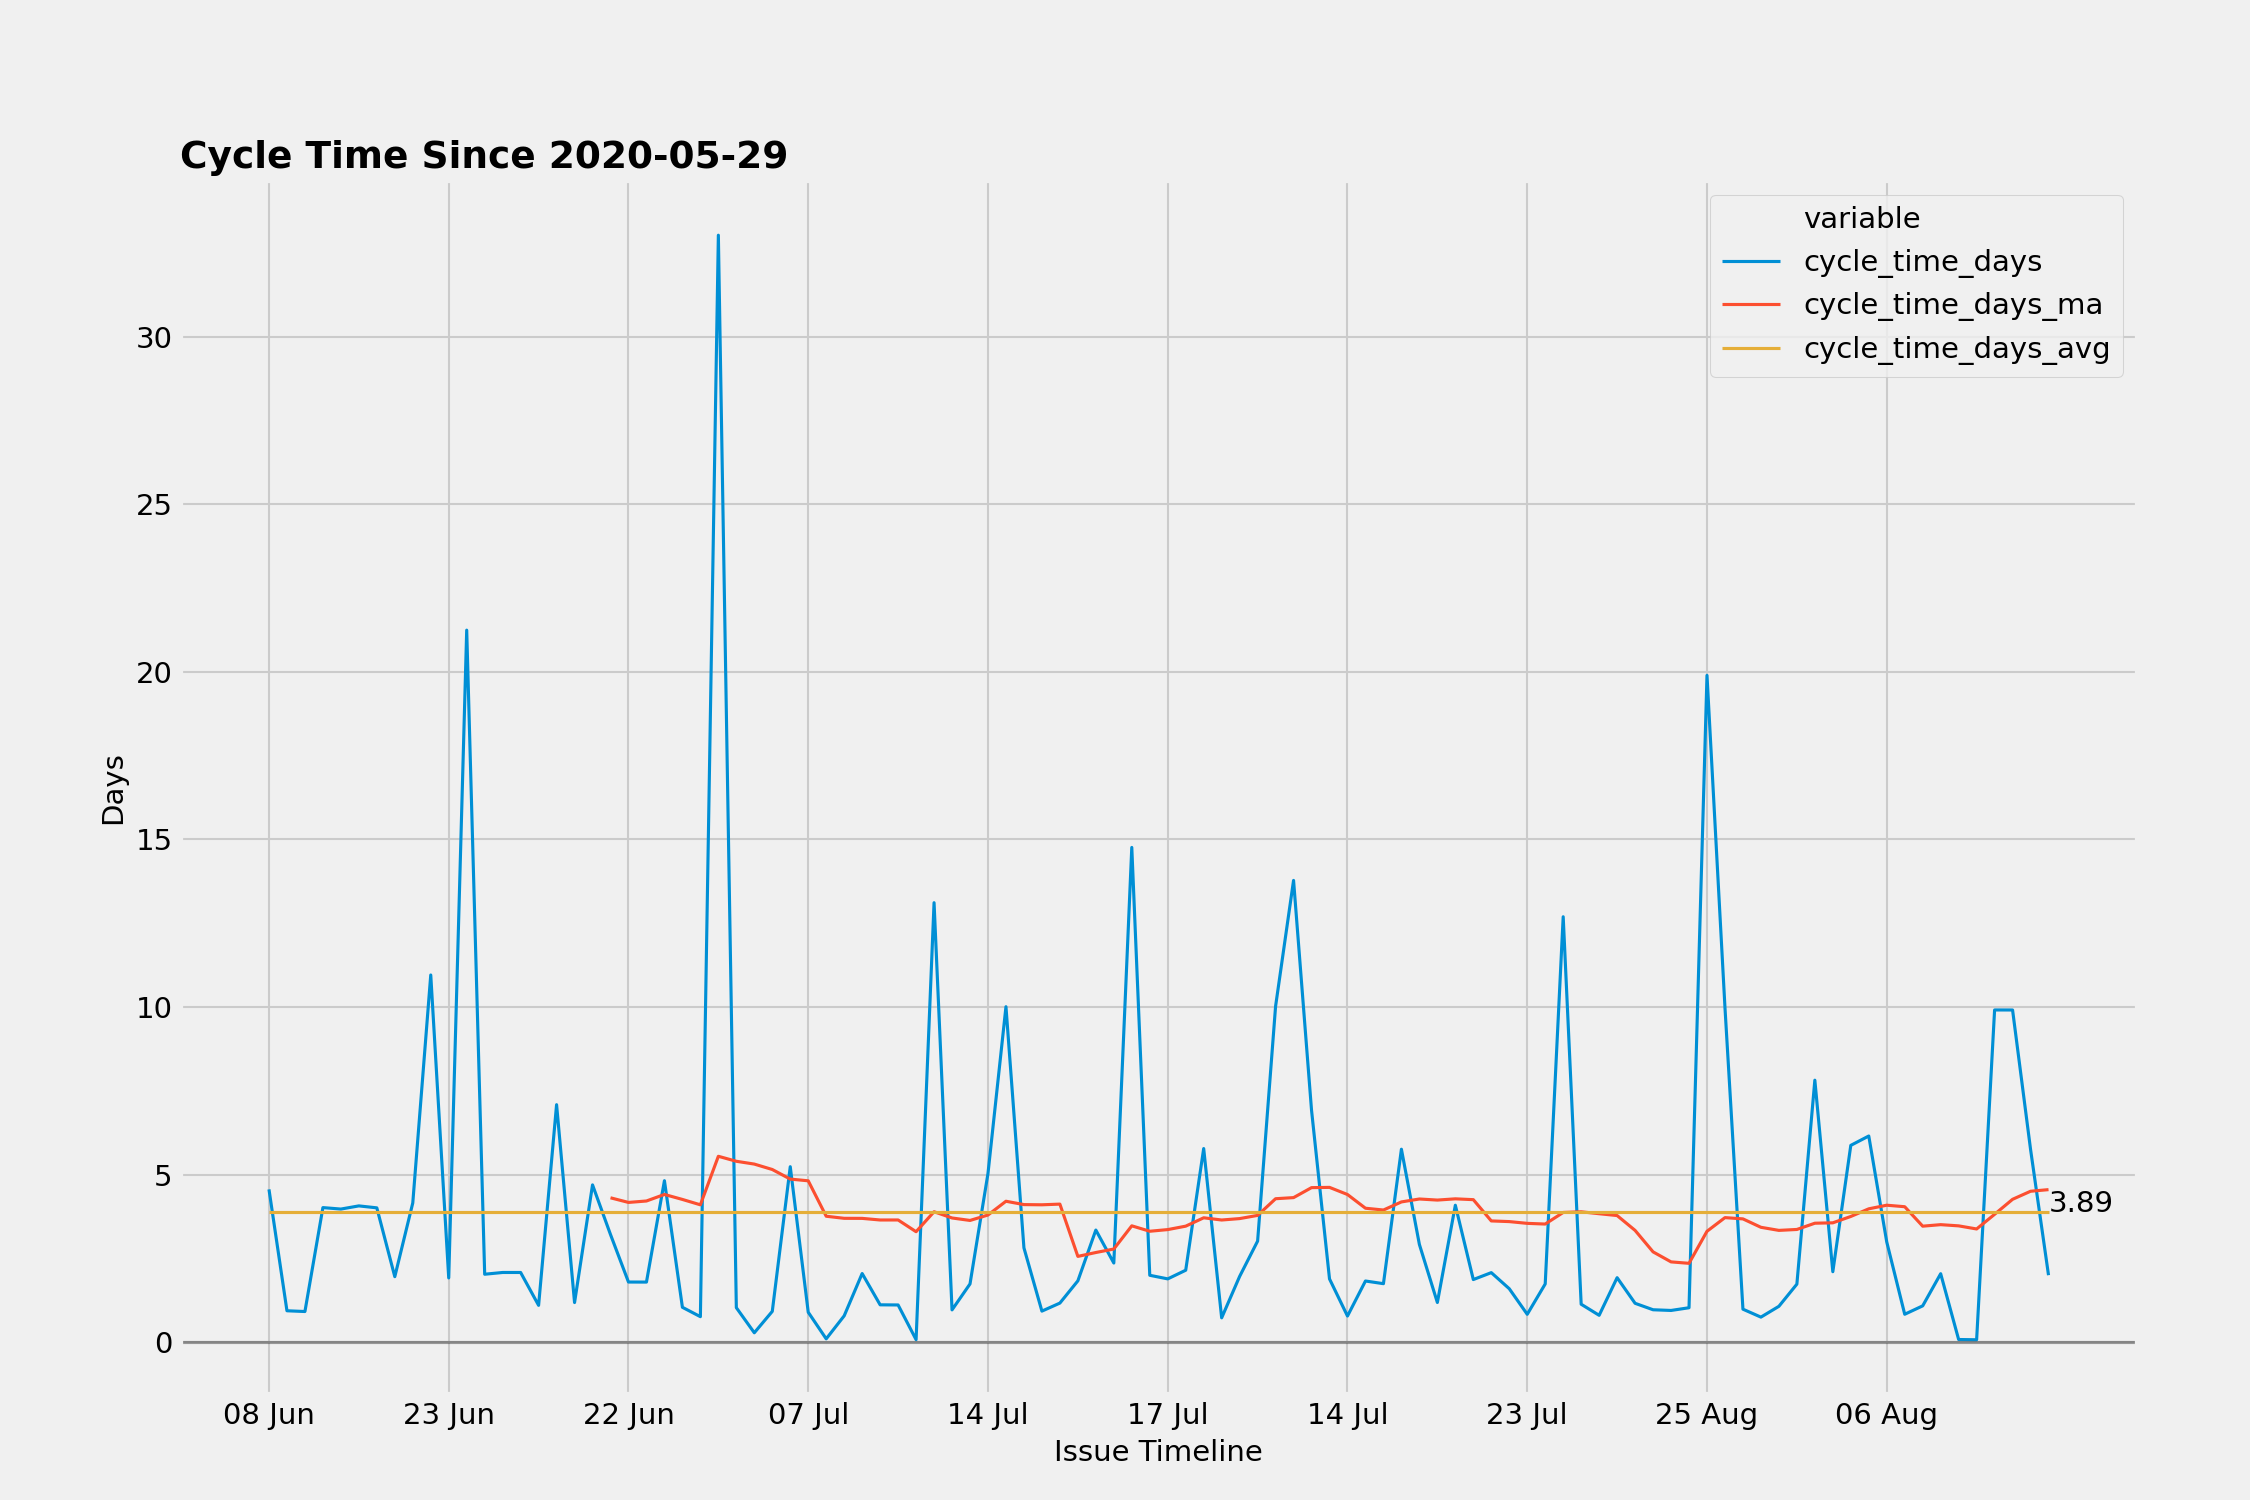 Cycle Time Since 2020-05-29
variable
cycle_time_days
cycle_time_days_ma
cycle_time_days_avg
30
25
20
15
10
5
0
Days
3.89
08 Jun 23 Jun 22 Jun 07 Jul 14 Jul 17 Jul 14 Jul 23 Jul 25 Aug 06 Aug
Issue Timeline